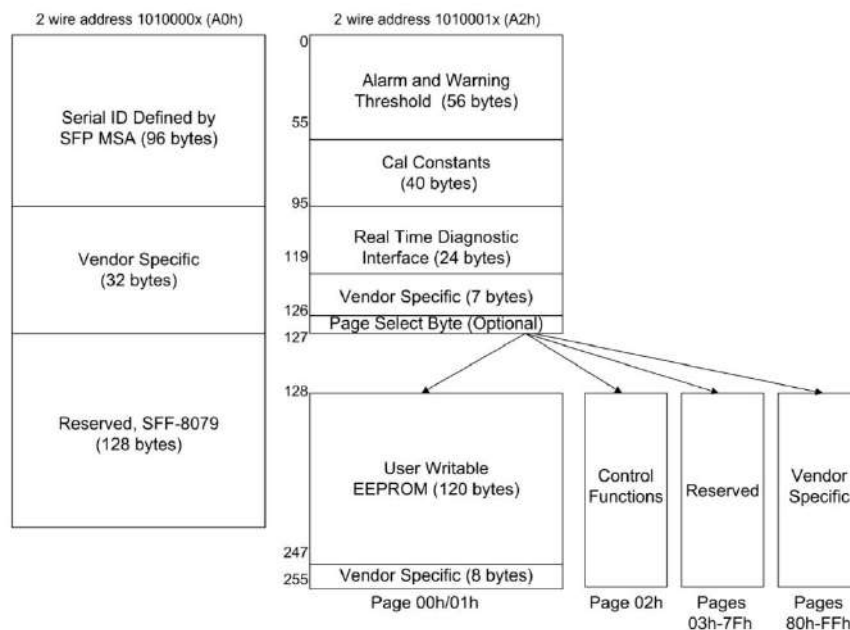 2 wire address 1010000x (A0h)
Serial ID Defined by
SFP MSA (96 bytes)
Vendor Specific
(32 bytes)
Reserved, SFF-8079
(128 bytes)
2 wire address 1010001x (A2h)
0
Alarm and Warning
Threshold (56 bytes)
55
Cal Constants
(40 bytes)
95
Real Time Diagnostic
Interface (24 bytes)
119
Vendor Specific (7 bytes)
126
Page Select Byte (Optional)
127
128
User Writable
EEPROM (120 bytes)
247
Vendor Specific (8 bytes)
255
Page 00h/01h
Control
Functions
Page 02h
Reserved
Pages
03h-7Fh
Vendor
Specific
Pages
80h-FFh